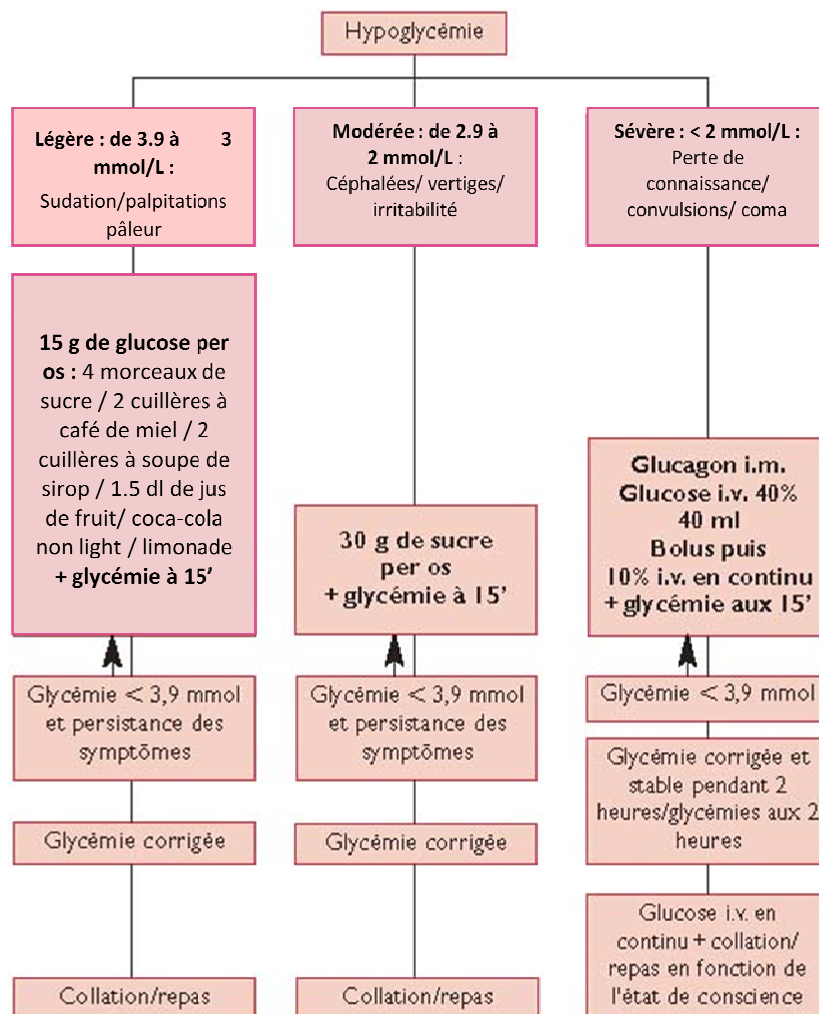 Hypoglycémie
Légère : de 3.9 à 3
mmol/L :
Sudation/palpitations
pâleur
15 g de glucose per
os : 4 morceaux de
sucre / 2 cuillères à
café de miel / 2
cuillères à soupe de
sirop / 1.5 dl de jus
de fruit/ coca-cola
non light / limonade
+ glycémie à 15’
Glycémie < 3,9 mmol
et persistance des
symptômes
Glycémie corrigée
Collation/repas
Modérée : de 2.9 à
2 mmol/L :
Céphalées/ vertiges/
irritabilité
30 g de sucre
per os
+ glycémie à 15’
Glycémie < 3,9 mmol
et persistance des
symptômes
Glycémie corrigée
Collation/repas
Sévère : < 2 mmol/L :
Perte de
connaissance/
convulsions/ coma
Glucagon i.m.
Glucose i.v. 40%
40 ml
Bolus puis
10% i.v. en continu
+ glycémie aux 15’
Glycémie < 3,9 mmol
Glycémie corrigée et
stable pendant 2
heures/glycémies aux 2
heures
Glucose i.v. en
continu + collation/
repas en fonction de
l'état de conscience